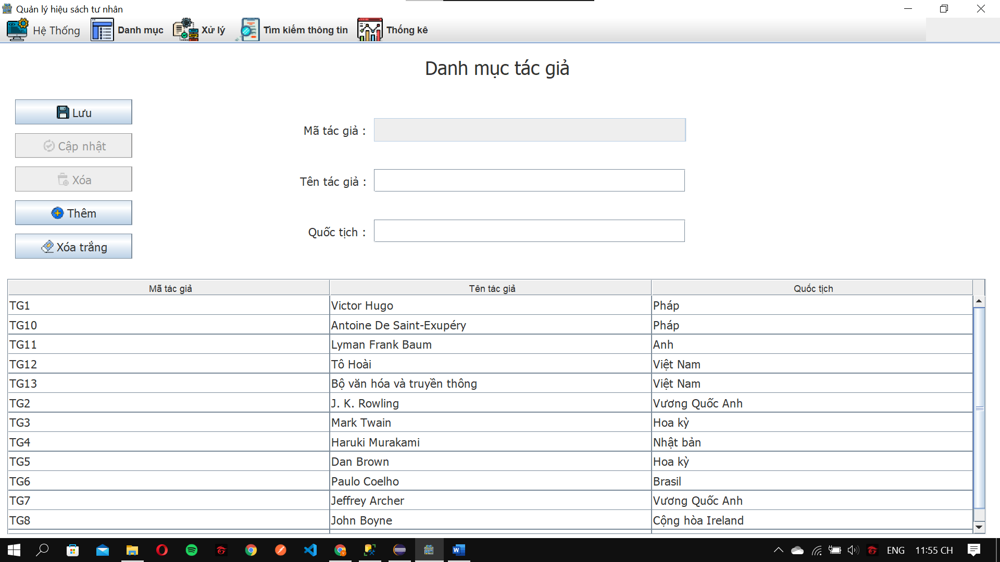 Quản lý hiệu sách tư nhân
Hệ Thống Danh mục Xử lý Tìm kiếm thông tin Thống kê
Danh mục tác giả
Lưu
Cập nhật
Xóa
Thêm
Xóa trắng
Mã tác giả :
Tên tác giả :
Quốc tịch :
Mã tác giả Tên tác giả Quốc tịch
TG1 Victor Hugo Pháp
TG10 Antoine De Saint-Exupéry Pháp
TG11 Lyman Frank Baum Anh
TG12 Tô Hoài Việt Nam
TG13 Bộ văn hóa và truyền thông Việt Nam
TG2 J. K. Rowling Vương Quốc Anh
TG3 Mark Twain Hoa kỳ
TG4 Haruki Murakami Nhật bản
TG5 Dan Brown Hoa kỳ
TG6 Paulo Coelho Brasil
TG7 Jeffrey Archer Vương Quốc Anh
TG8 John Boyne Cộng hòa Ireland
ENG 11:55 CH